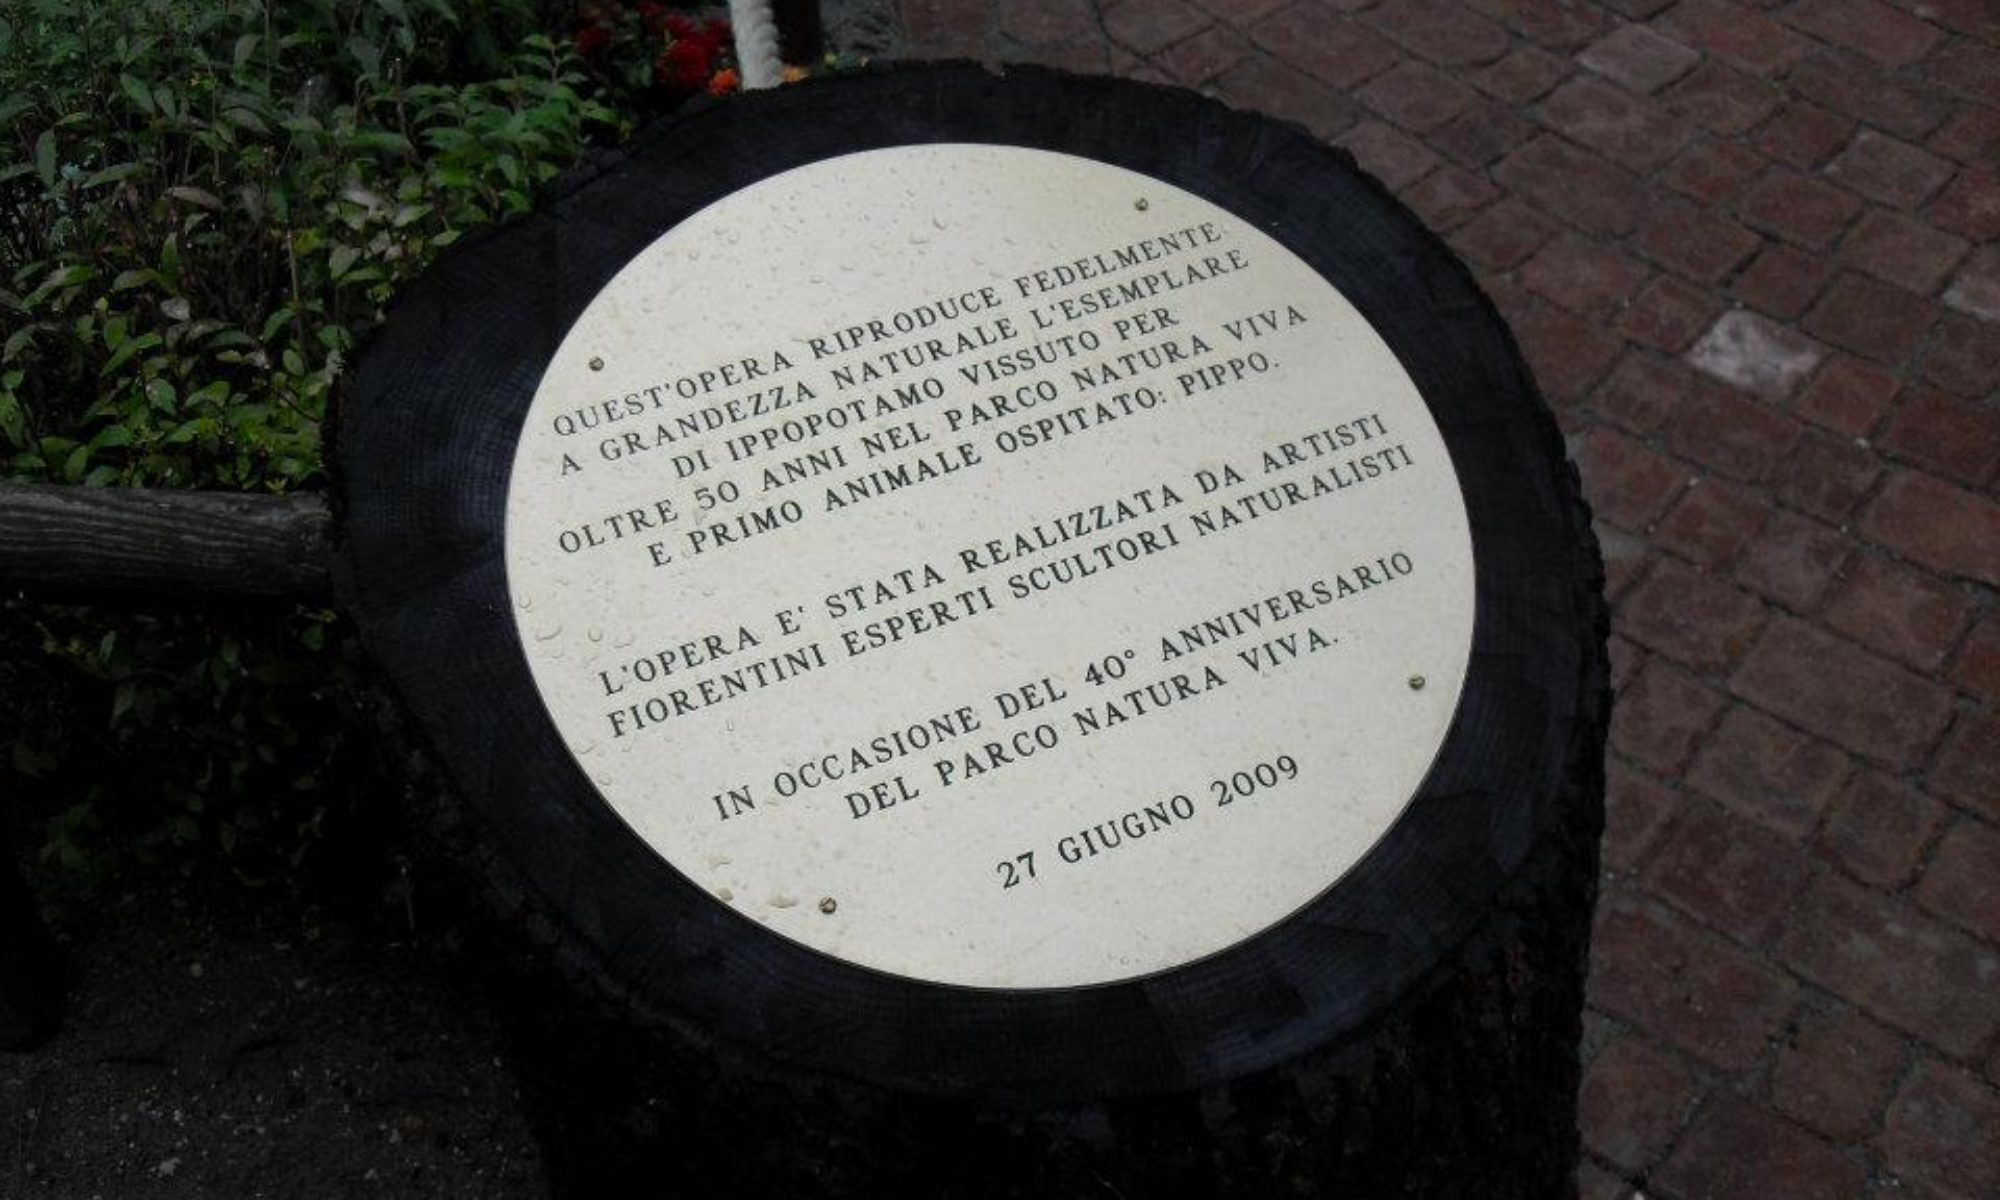 QUEST'OPERA RIPRODUCE FEDELMENTE
A GRANDEZZA NATURALE L'ESEMPLARE
DI IPPOPOTAMO VISSUTO PER
OLTRE 50 ANNI NEL PARCO NATURA VIVA
E PRIMO ANIMALE OSPITATO: PIPPO.
L'OPERA E' STATA REALIZZATA DA ARTISTI
FIORENTINI ESPERTI SCULTORI NATURALISTI
IN OCCASIONE DEL 40° ANNIVERSARIO
DEL PARCO NATURA VIVA.
27 GIUGNO 2009